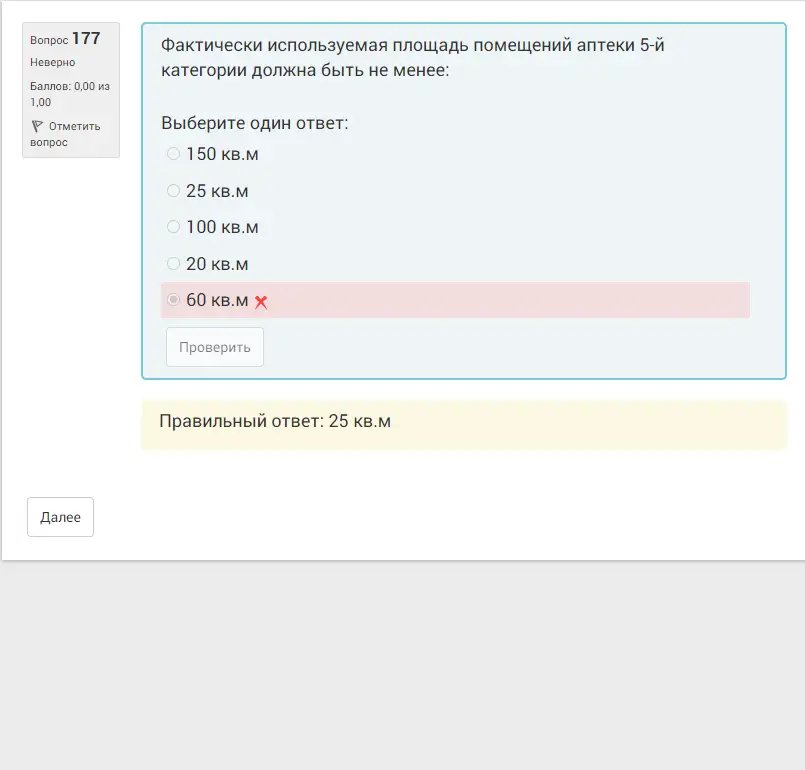 Вопрос 177
Неверно
Баллов: 0,00 из
1,00
Отметить
вопрос
Фактически используемая площадь помещений аптеки 5-й
категории должна быть не менее:
Выберите один ответ:
150 кв.м
25 кв.м
100 кв.м
20 кв.м
60 кв.м
Проверить
Правильный ответ: 25 кв.м
Далее